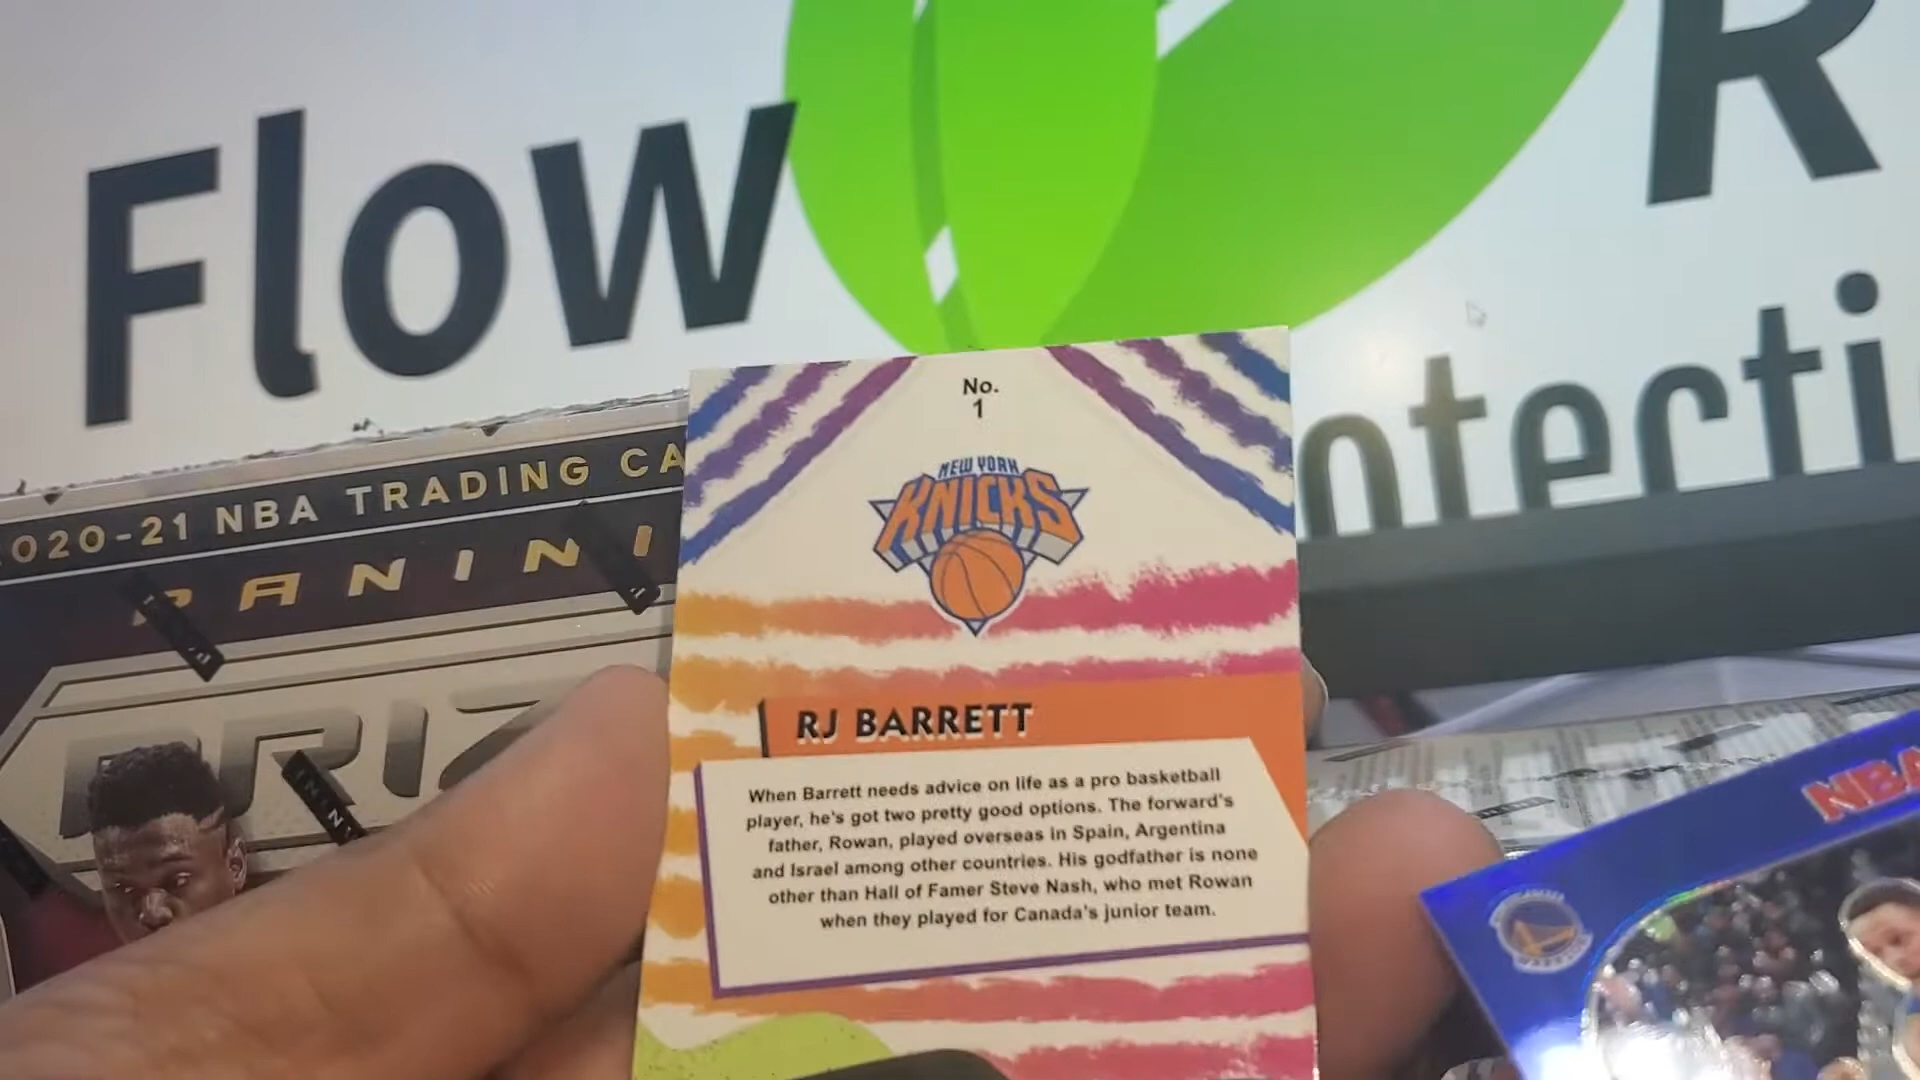 Flow
R
otecti
2020-21 NBA TRADING CA
PANINI
PRIZ
No.
1
NEW YORK
KNICKS
RJ BARRETT
When Barrett needs advice on life as a pro basketball
player, he's got two pretty good options. The forward's
father, Rowan, played overseas in Spain, Argentina
and Israel among other countries. His godfather is none
other than Hall of Famer Steve Nash, who met Rowan
when they played for Canada's junior team.
NBA